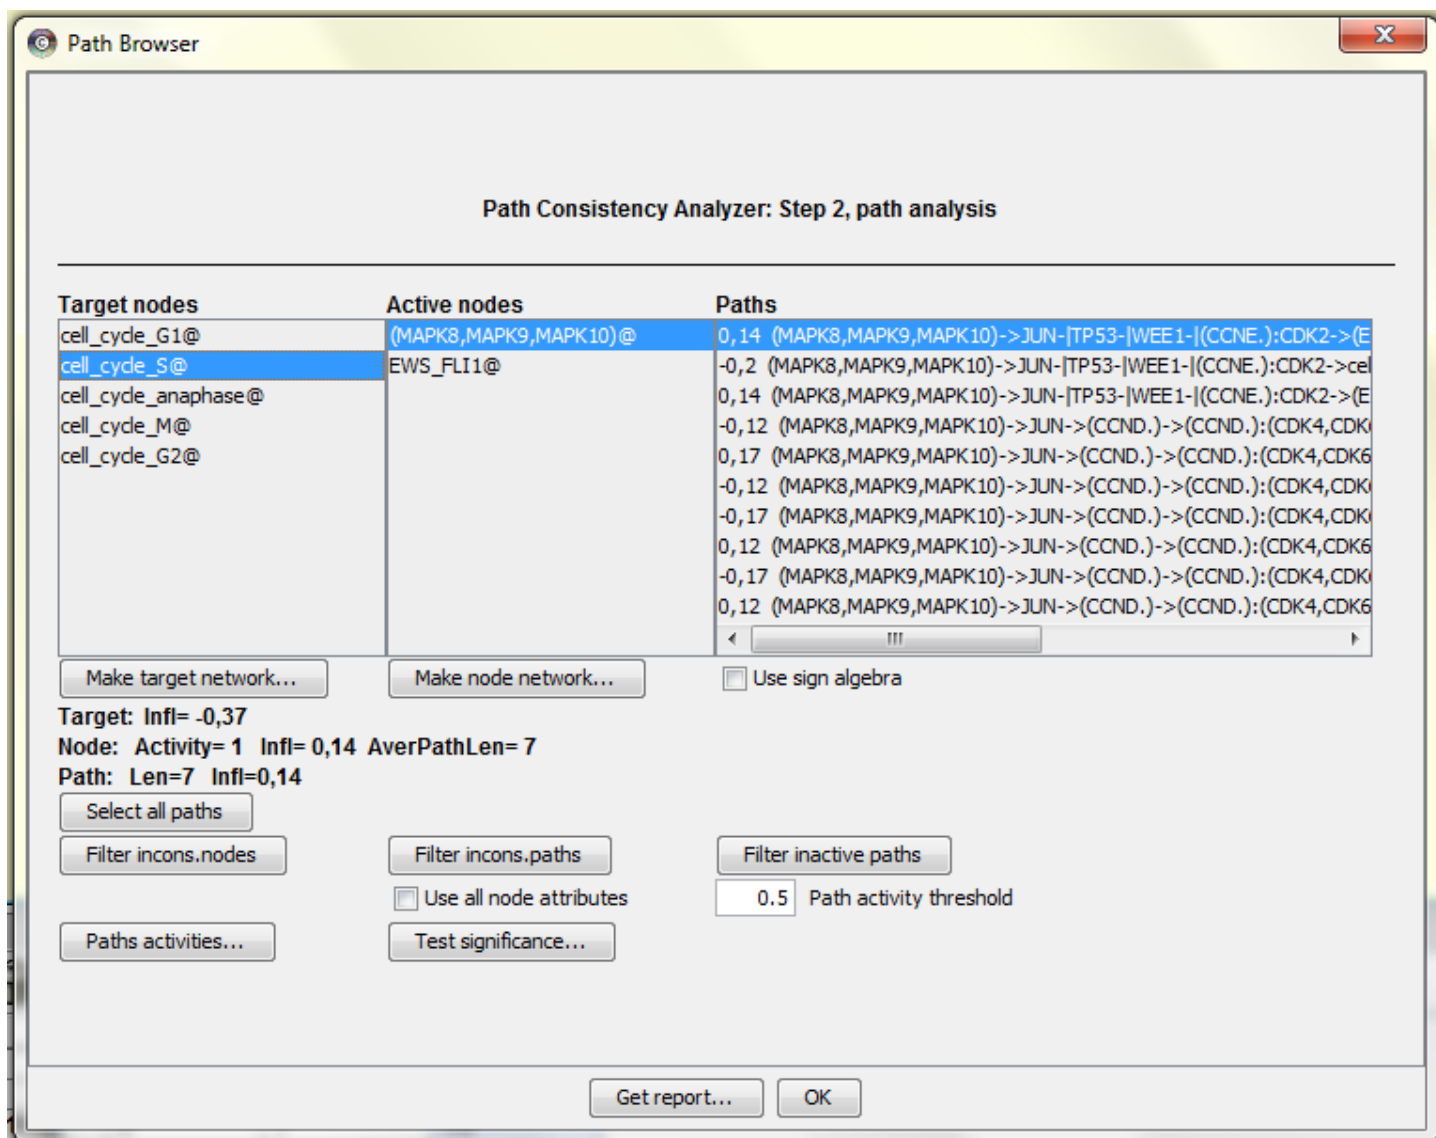 Path Browser
Path Consistency Analyzer: Step 2, path analysis
Target nodes Active nodes Paths
cell_cycle_G1@ (MAPK8,MAPK9,MAPK10)@ 0,14 (MAPK8,MAPK9,MAPK10)->JUN-|TP53-|WEE1-|(CCNE.):CDK2->(E
cell_cycle_S@ EWS_FLI1@ -0,2 (MAPK8,MAPK9,MAPK10)->JUN-|TP53-|WEE1-|(CCNE.):CDK2->cel
cell_cycle_anaphase@ 0,14 (MAPK8,MAPK9,MAPK10)->JUN-|TP53-|WEE1-|(CCNE.):CDK2->(E
cell_cycle_M@ -0,12 (MAPK8,MAPK9,MAPK10)->JUN->(CCND.)->(CCND.):(CDK4,CDK6
cell_cycle_G2@ 0,17 (MAPK8,MAPK9,MAPK10)->JUN->(CCND.)->(CCND.):(CDK4,CDK6
-0,12 (MAPK8,MAPK9,MAPK10)->JUN->(CCND.)->(CCND.):(CDK4,CDK6
-0,17 (MAPK8,MAPK9,MAPK10)->JUN->(CCND.)->(CCND.):(CDK4,CDK6
0,12 (MAPK8,MAPK9,MAPK10)->JUN->(CCND.)->(CCND.):(CDK4,CDK6
-0,17 (MAPK8,MAPK9,MAPK10)->JUN->(CCND.)->(CCND.):(CDK4,CDK6
0,12 (MAPK8,MAPK9,MAPK10)->JUN->(CCND.)->(CCND.):(CDK4,CDK6
Make target network... Make node network... Use sign algebra
Target: Infl= -0,37
Node: Activity= 1 Infl= 0,14 AverPathLen= 7
Path: Len=7 Infl=0,14
Select all paths
Filter incons.nodes Filter incons.paths Filter inactive paths
Use all node attributes 0.5 Path activity threshold
Paths activities... Test significance...
Get report... OK